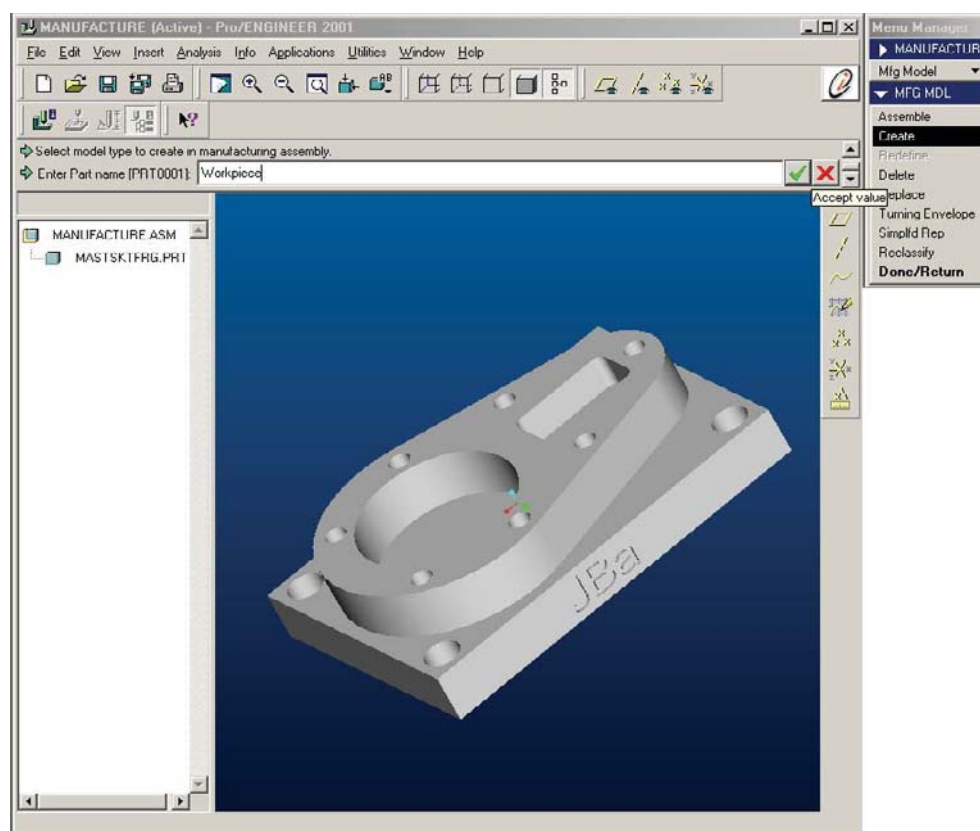 MANUFACTURE (Active) - Pro/ENGINEER 2001
File Edit View Insert Analysis Info Applications Utilities Window Help
Select model type to create in manufacturing assembly.
Enter Part name [PRT0001]: Workpiece
Accept value
MANUFACTURE.ASM
MASTSKTFRG.PRT
JBa
Menu Manager
MANUFACTUR
Mfg Model
MFG MDL
Assemble
Create
Redefine
Delete
eplace
Turning Envelope
Simplfd Rep
Reclassify
Done/Return